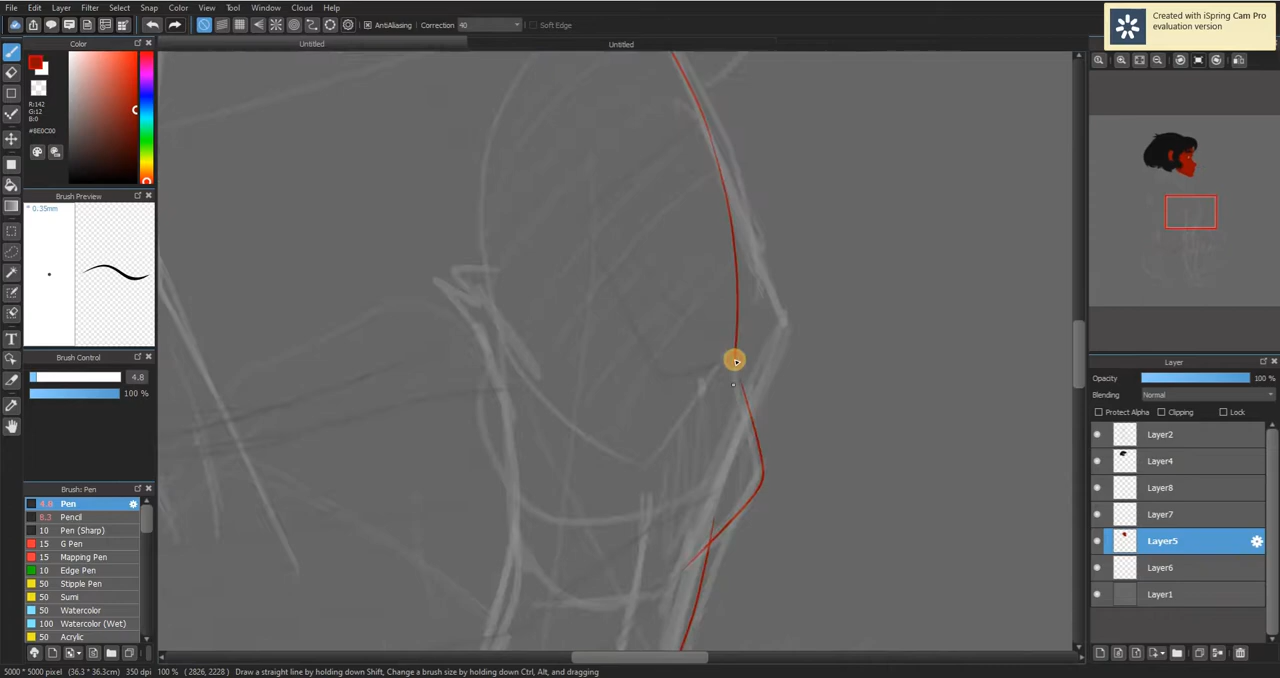 File Edit Layer Filter Select Snap Color View Tool Window Cloud Help
Created with iSpring Cam Pro
evaluation version
AntiAliasing Correction 40 Soft Edge
Untitled Untitled
Color
R:142
G:12
B:0
#8E0C00
Brush Preview
* 0.35mm
Brush Control
4.8
100 %
Brush: Pen
4.8 Pen
8.3 Pencil
10 Pen (Sharp)
15 G Pen
15 Mapping Pen
10 Edge Pen
50 Stipple Pen
50 Sumi
100 Watercolor
100 Watercolor (Wet)
50 Acrylic
Layer
Opacity 100 %
Blending Normal
Protect Alpha Clipping Lock
Layer2
Layer4
Layer8
Layer7
Layer5
Layer6
Layer1
5000 * 5000 pixel (36.3 * 36.3cm) 350 dpi 100 % ( 2826, 2228 ) Draw a straight line by holding down Shift, Change a brush size by holding down Ctrl, Alt, and dragging